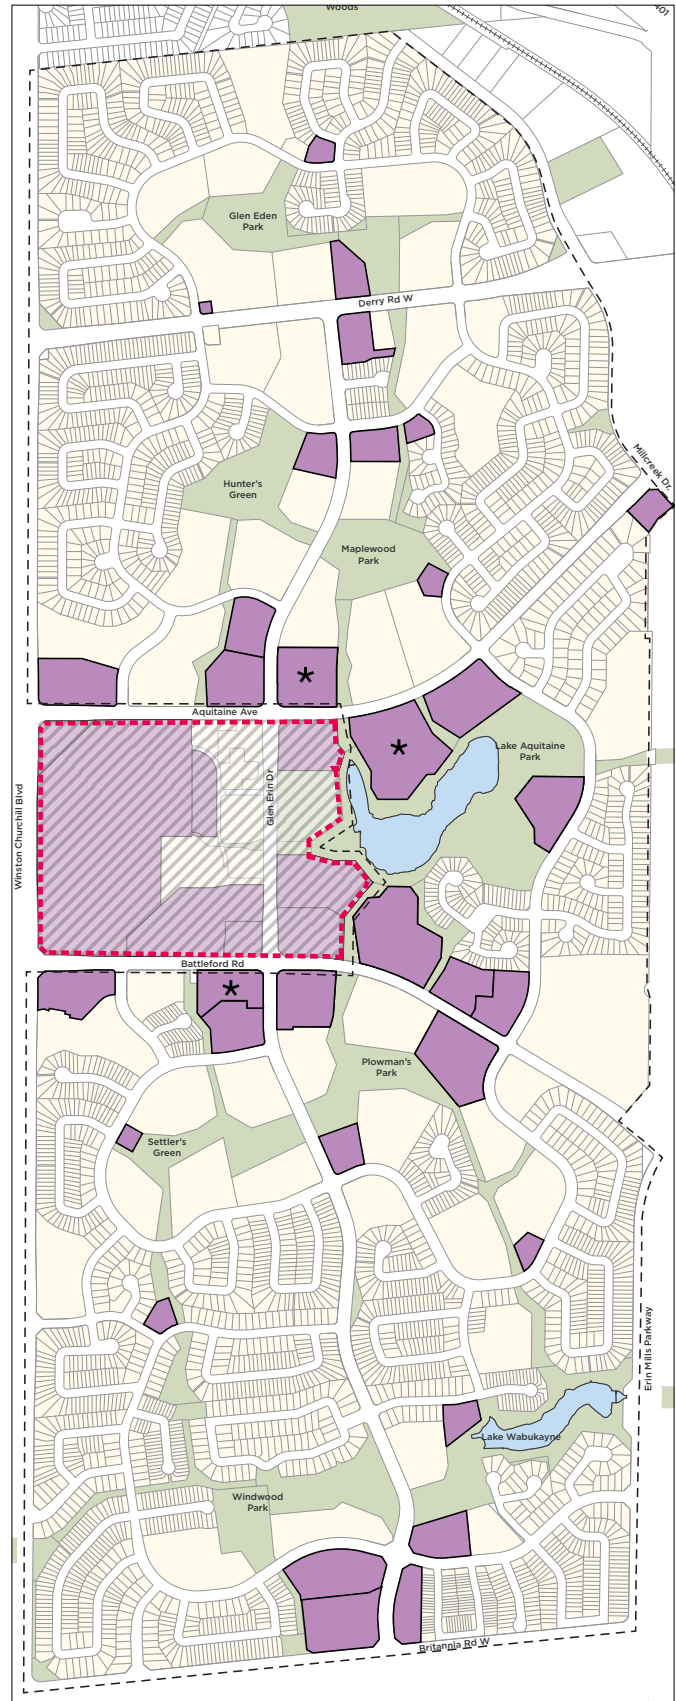 Woods
401
Glen Eden
Park
Derry Rd W
Millcreek Dr.
Hunter's
Green
Maplewood
Park
*
Aquitaine Ave
*
Lake Aquitaine
Park
Glen Erin Dr
Winston Churchill Blvd
Battleford Rd
*
Plowman's
Park
Settler's
Green
Erin Mills Parkway
Lake Wabukayne
Windwood
Park
Britannia Rd W